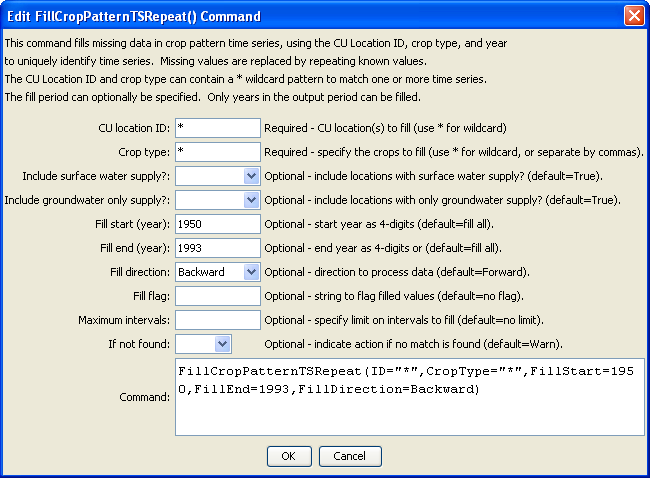 Edit FillCropPatternTSRepeat() Command
This command fills missing data in crop pattern time series, using the CU Location ID, crop type, and year
to uniquely identify time series.  Missing values are replaced by repeating known values.
The CU Location ID and crop type can contain a * wildcard pattern to match one or more time series.
The fill period can optionally be specified.  Only years in the output period can be filled.
CU location ID: * Required - CU location(s) to fill (use * for wildcard)
Crop type: * Required - specify the crops to fill (use * for wildcard, or separate by commas).
Include surface water supply?: Optional - include locations with surface water supply? (default=True).
Include groundwater only supply?: Optional - include locations with only groundwater supply? (default=True).
Fill start (year): 1950 Optional - start year as 4-digits (default=fill all).
Fill end (year): 1993 Optional - end year as 4-digits or (default=fill all).
Fill direction: Backward Optional - direction to process data (default=Forward).
Fill flag: Optional - string to flag filled values (default=no flag).
Maximum intervals: Optional - specify limit on intervals to fill (default=no limit).
If not found: Optional - indicate action if no match is found (default=Warn).
Command: FillCropPatternTSRepeat(ID="*",CropType="*",FillStart=195
0,FillEnd=1993,FillDirection=Backward)
OK Cancel